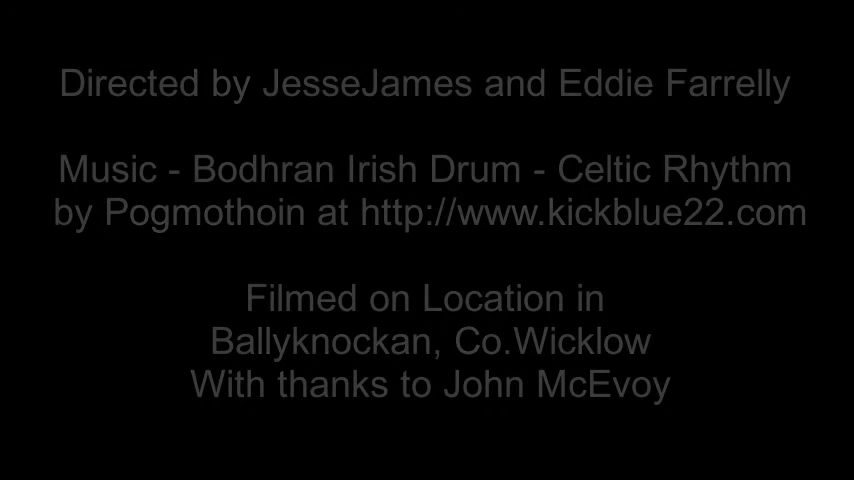 Directed by JesseJames and Eddie Farrelly
Music - Bodhran Irish Drum - Celtic Rhythm
by Pogmothoin at http://www.kickblue22.com
Filmed on Location in
Ballyknockan, Co.Wicklow
With thanks to John McEvoy